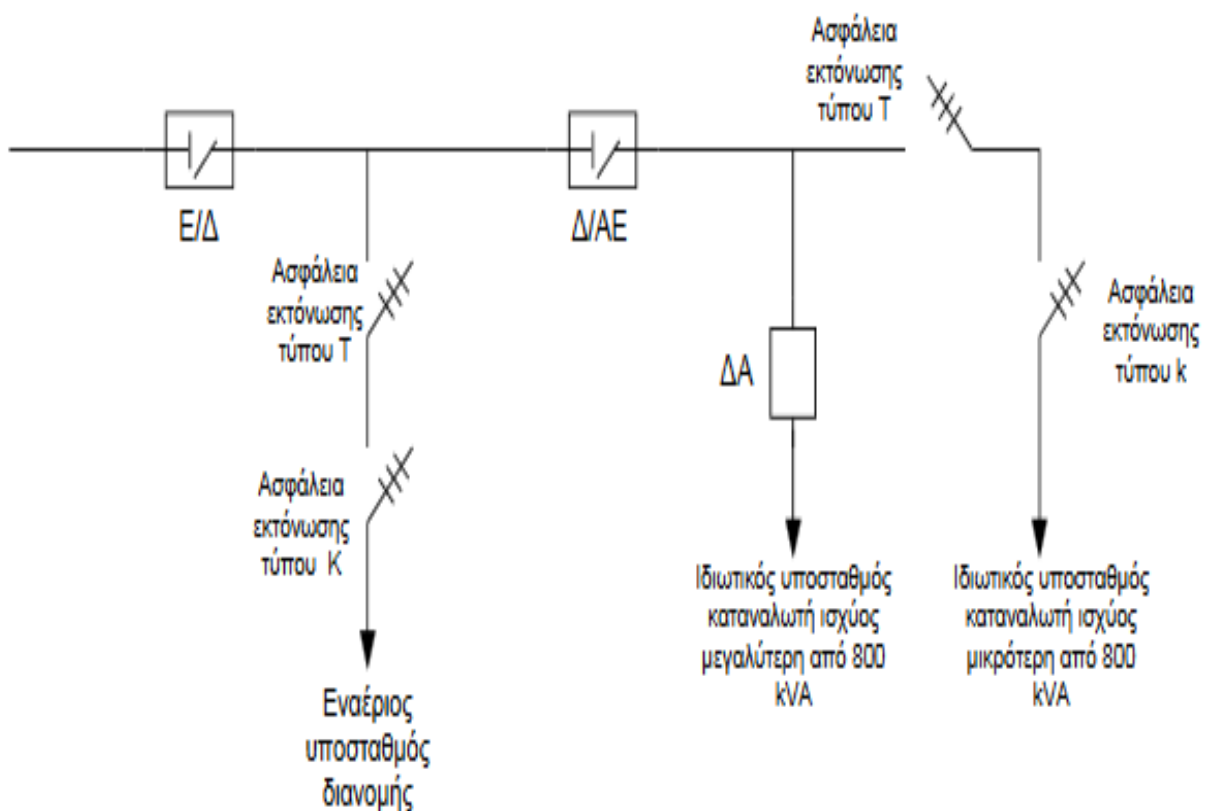 Ασφάλεια
εκτόνωσης
τύπου Τ
Ε/Δ
Δ/ΑΕ
Ασφάλεια
εκτόνωσης
τύπου Τ
Ασφάλεια
εκτόνωσης
τύπου k
ΔΑ
Ασφάλεια
εκτόνωσης
τύπου Κ
Εναέριος
υποσταθμός
διανομής
Ιδιωτικός υποσταθμός
καταναλωτή ισχύος
μεγαλύτερη από 800
kVA
Ιδιωτικός υποσταθμός
καταναλωτή ισχύος
μικρότερη από 800
kVA